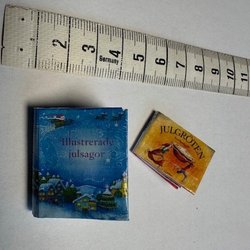 1 2 3 4 5 6 7 8 9 10 11
Germany
Illustrerade
julsagor
JULGRÖTEN